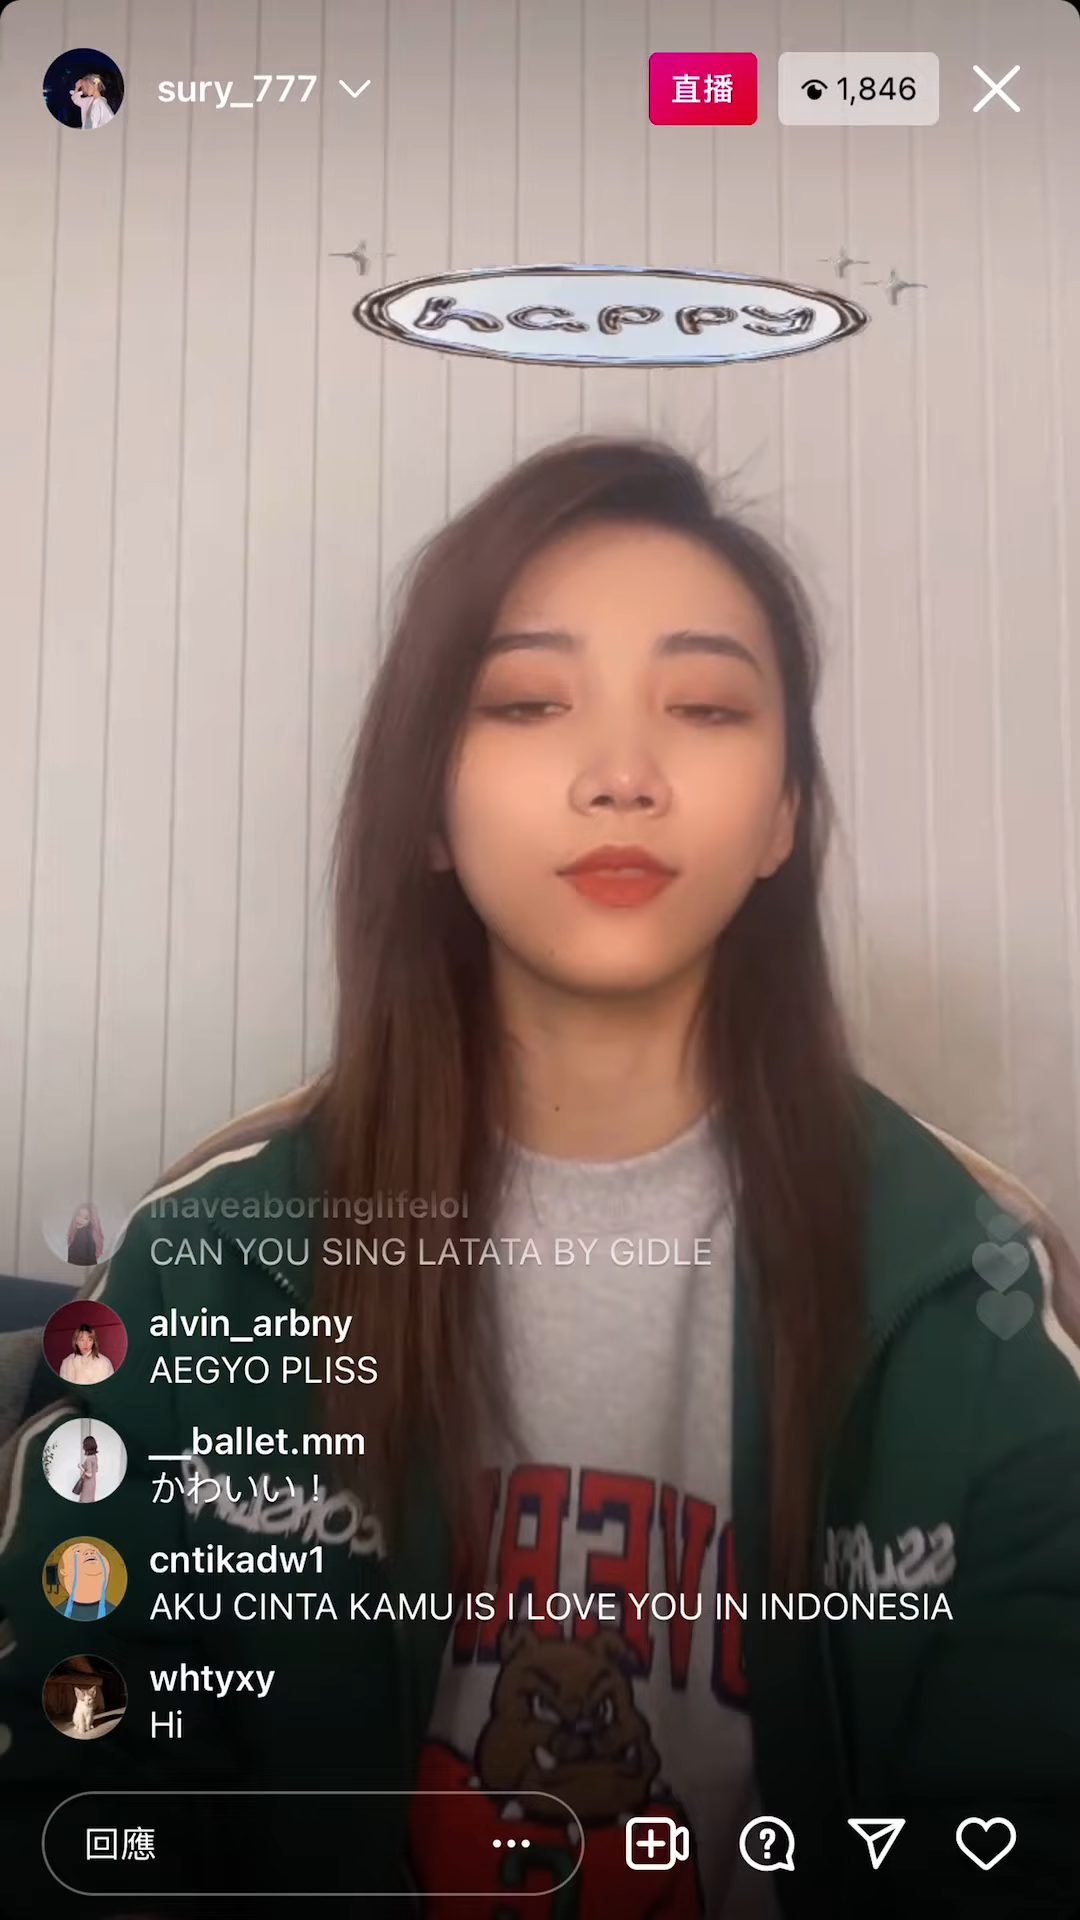 sury_777
直播
1,846
happy
ihaveaboringlifelol
CAN YOU SING LATATA BY GIDLE
alvin_arbny
AEGYO PLISS
__ballet.mm
かわいい！
cntikadw1
AKU CINTA KAMU IS I LOVE YOU IN INDONESIA
whtyxy
Hi
回應